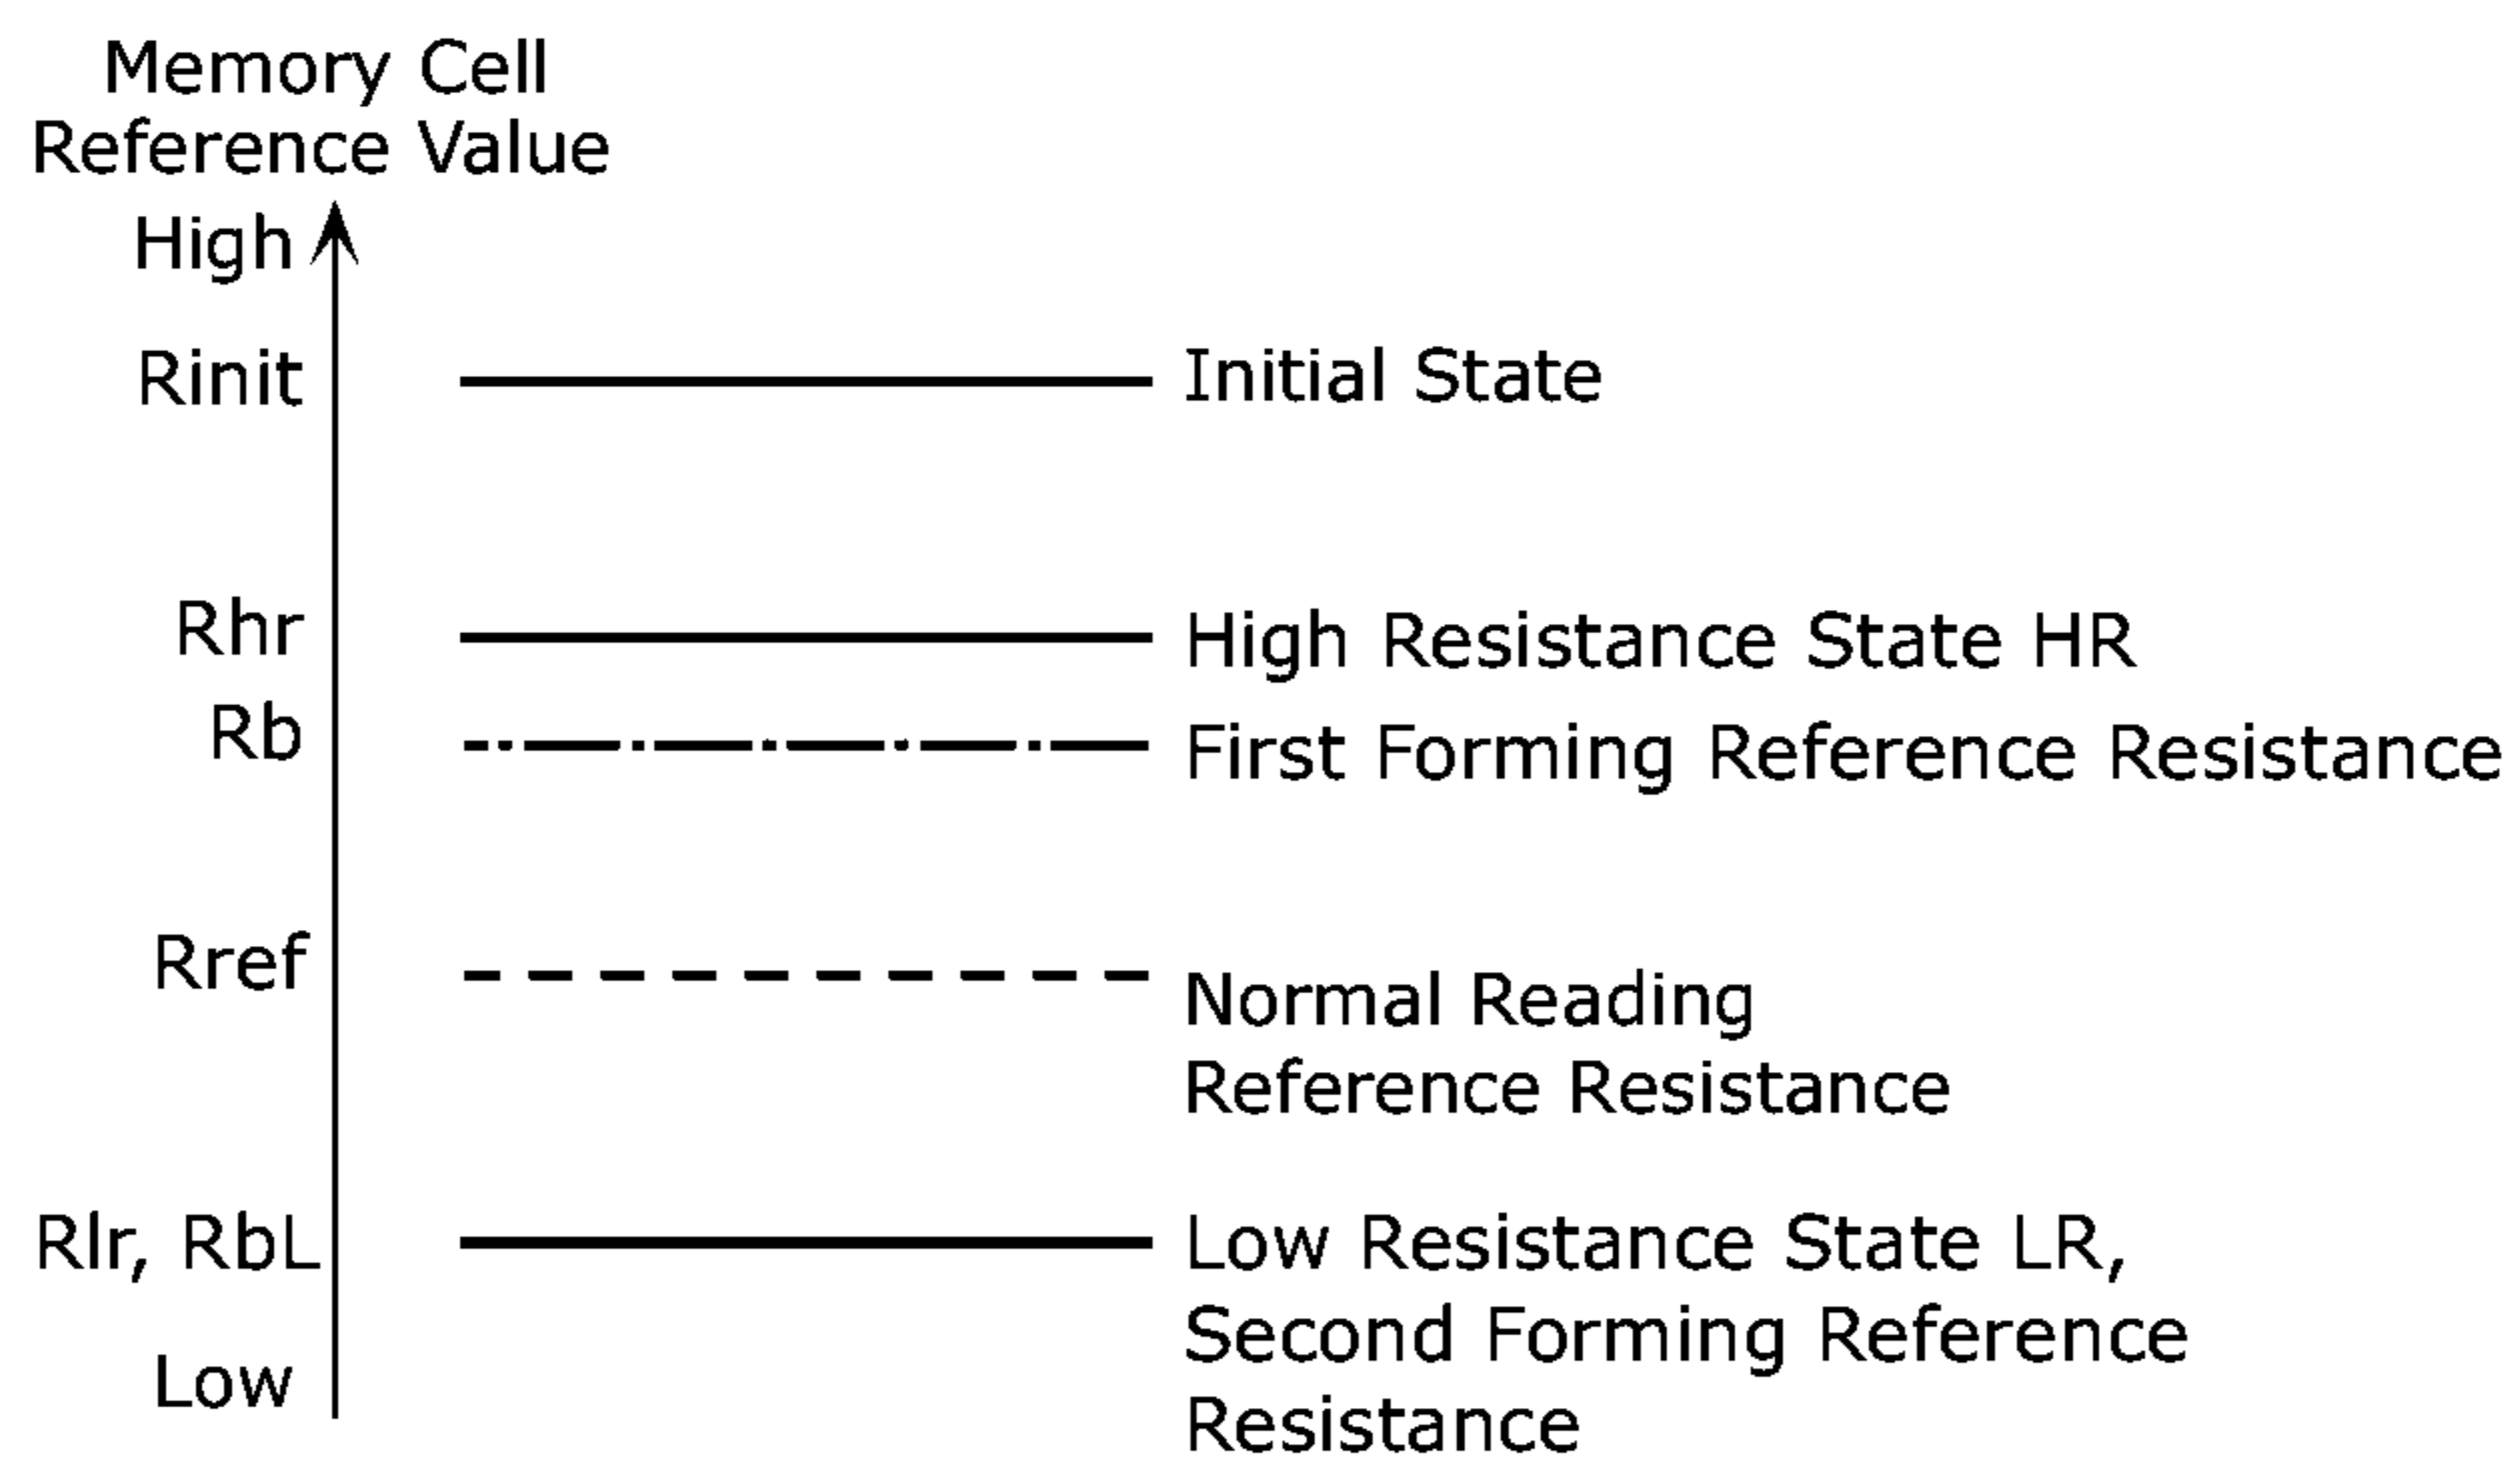 Memory Cell
Reference Value
High
Rinit
Initial State
Rhr
High Resistance State HR
Rb
First Forming Reference Resistance
Rref
Normal Reading
Reference Resistance
Rlr, RbL
Low Resistance State LR,
Second Forming Reference
Resistance
Low